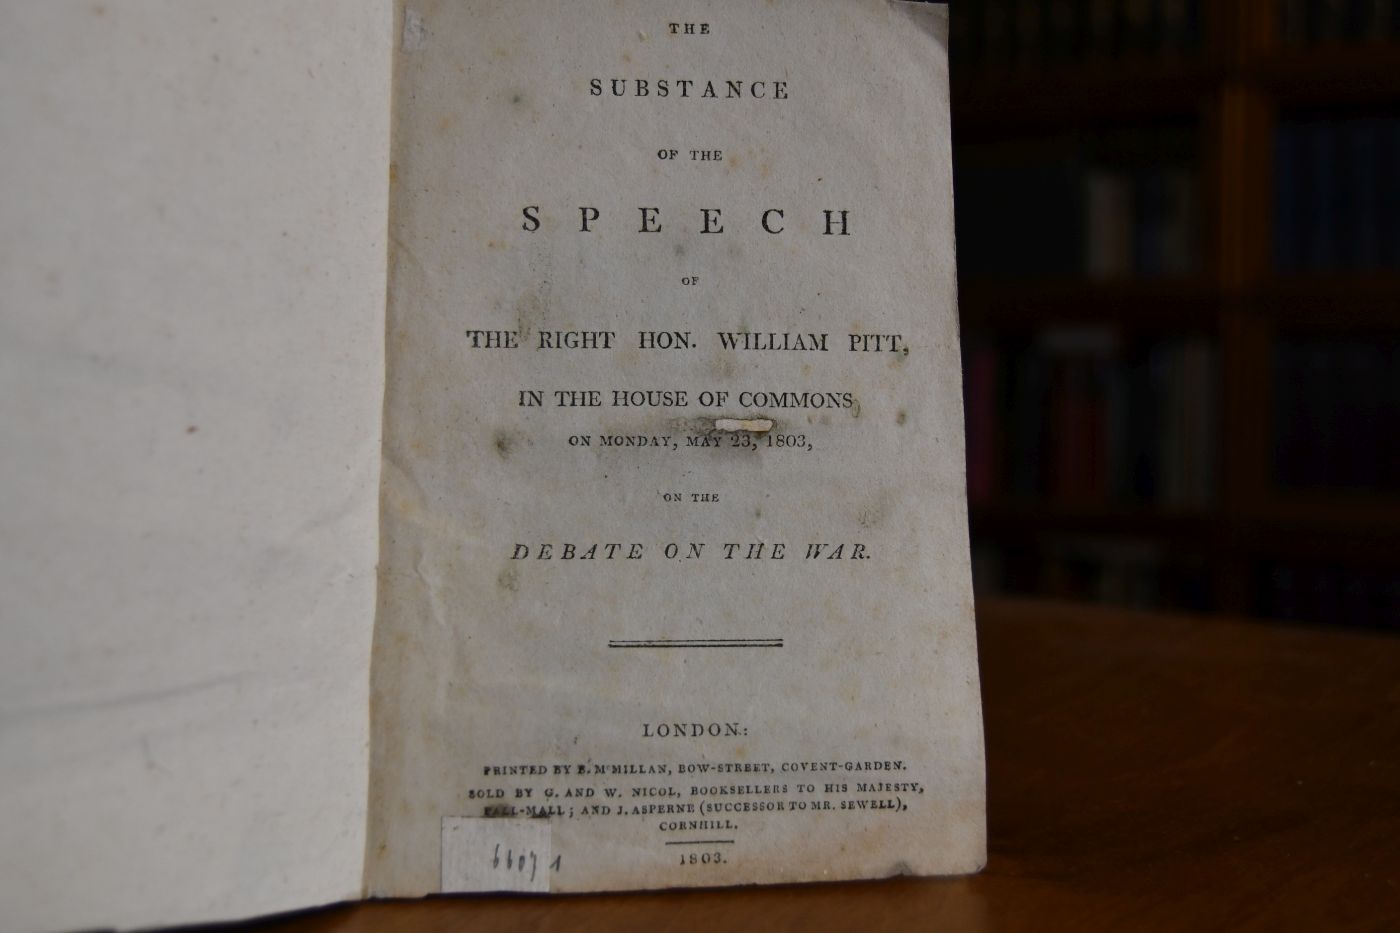 THE
SUBSTANCE
OF THE
SPEECH
OF
THE RIGHT HON. WILLIAM PITT,
IN THE HOUSE OF COMMONS,
ON MONDAY, MAY 23, 1803,
ON THE
DEBATE ON THE WAR.
LONDON:
PRINTED BY B. McMILLAN, BOW-STREET, COVENT-GARDEN.
SOLD BY G. AND W. NICOL, BOOKSELLERS TO HIS MAJESTY,
PALL-MALL; AND J. ASPERNE (SUCCESSOR TO MR. SEWELL),
CORNHILL.
1803.